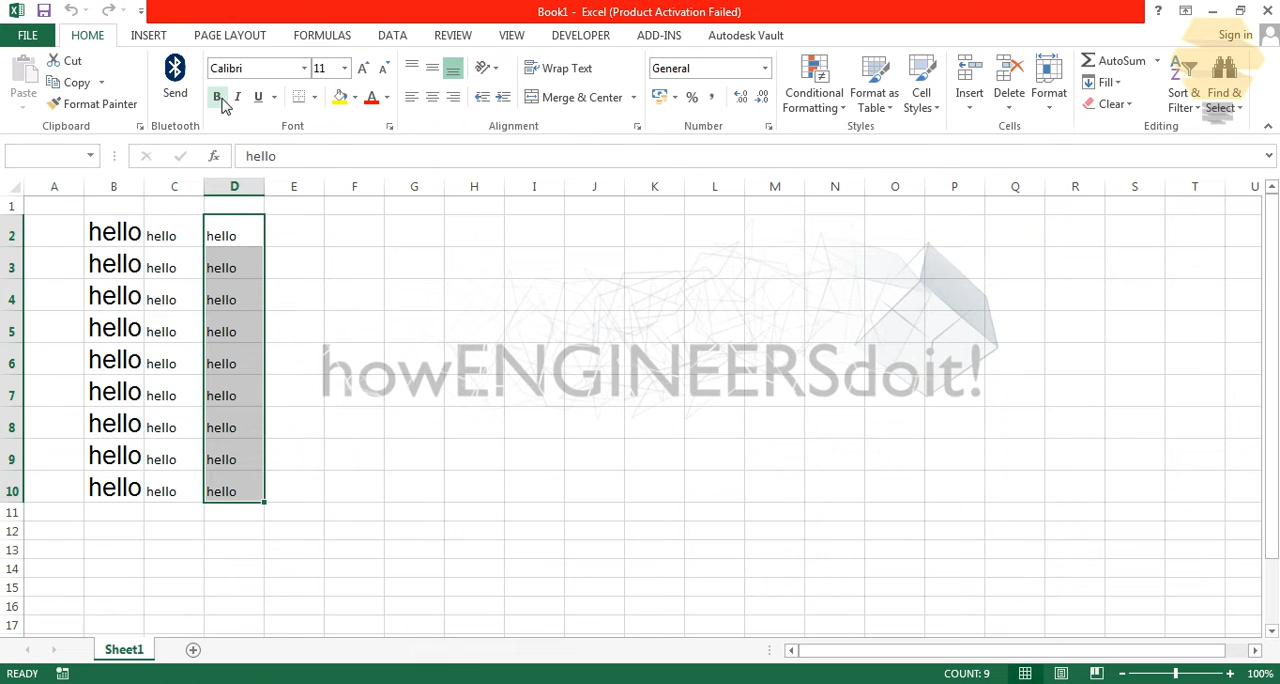 Book1 - Excel (Product Activation Failed)
?
FILE HOME INSERT PAGE LAYOUT FORMULAS DATA REVIEW VIEW DEVELOPER ADD-INS Autodesk Vault Sign in
Paste
Cut
Copy
Format Painter
Clipboard
Send
Bluetooth
Calibri 11
B I U
Font
Wrap Text
Merge & Center
Alignment
General
%
Number
Conditional Formatting
Format as Table
Cell Styles
Styles
Insert Delete Format
Cells
AutoSum
Fill
Clear
Sort & Filter
Find & Select
Editing
fx hello
A B C D E F G H I J K L M N O P Q R S T U
1
2 hello hello hello
3 hello hello hello
4 hello hello hello
5 hello hello hello
6 hello hello hello
7 hello hello hello
8 hello hello hello
9 hello hello hello
10 hello hello hello
11
12
13
14
15
16
17
howENGINEERSdoit!
Sheet1
READY COUNT: 9 100%